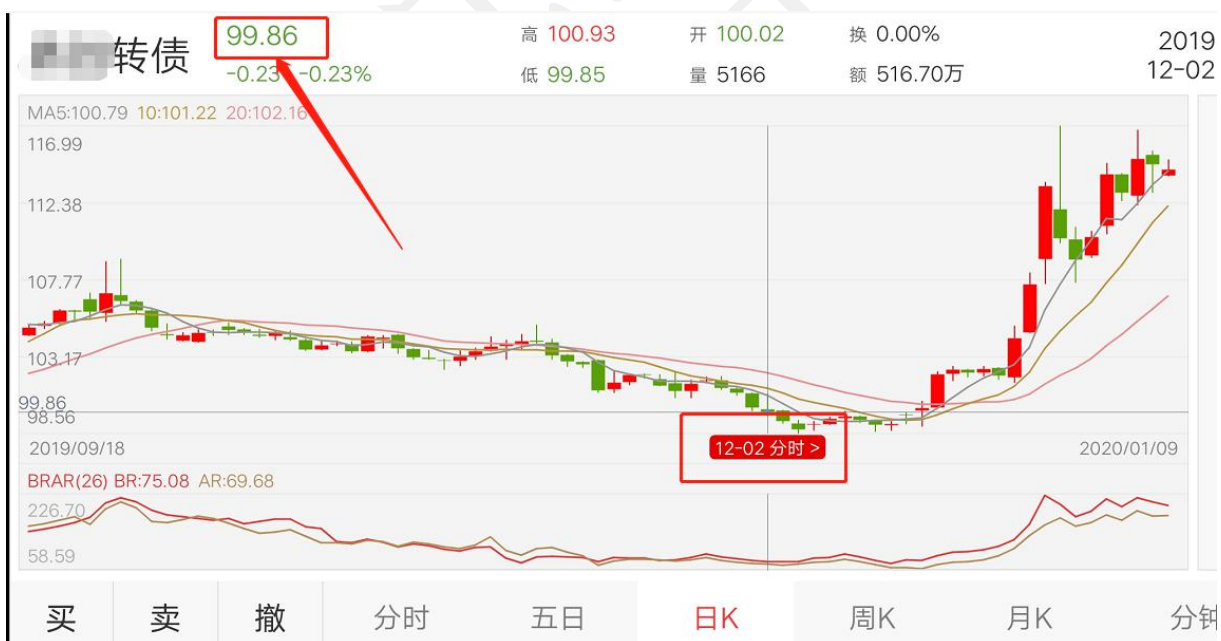 转债
99.86
-0.23 -0.23%
高 100.93
低 99.85
开 100.02
量 5166
换 0.00%
额 516.70万
2019
12-02
MA5:100.79 10:101.22 20:102.16
116.99
112.38
107.77
103.17
99.86
98.56
12-02 分时 >
2019/09/18
2020/01/09
BRAR(26) BR:75.08 AR:69.68
226.70
58.59
买 卖 撤 分时 五日 日K 周K 月K 分钟